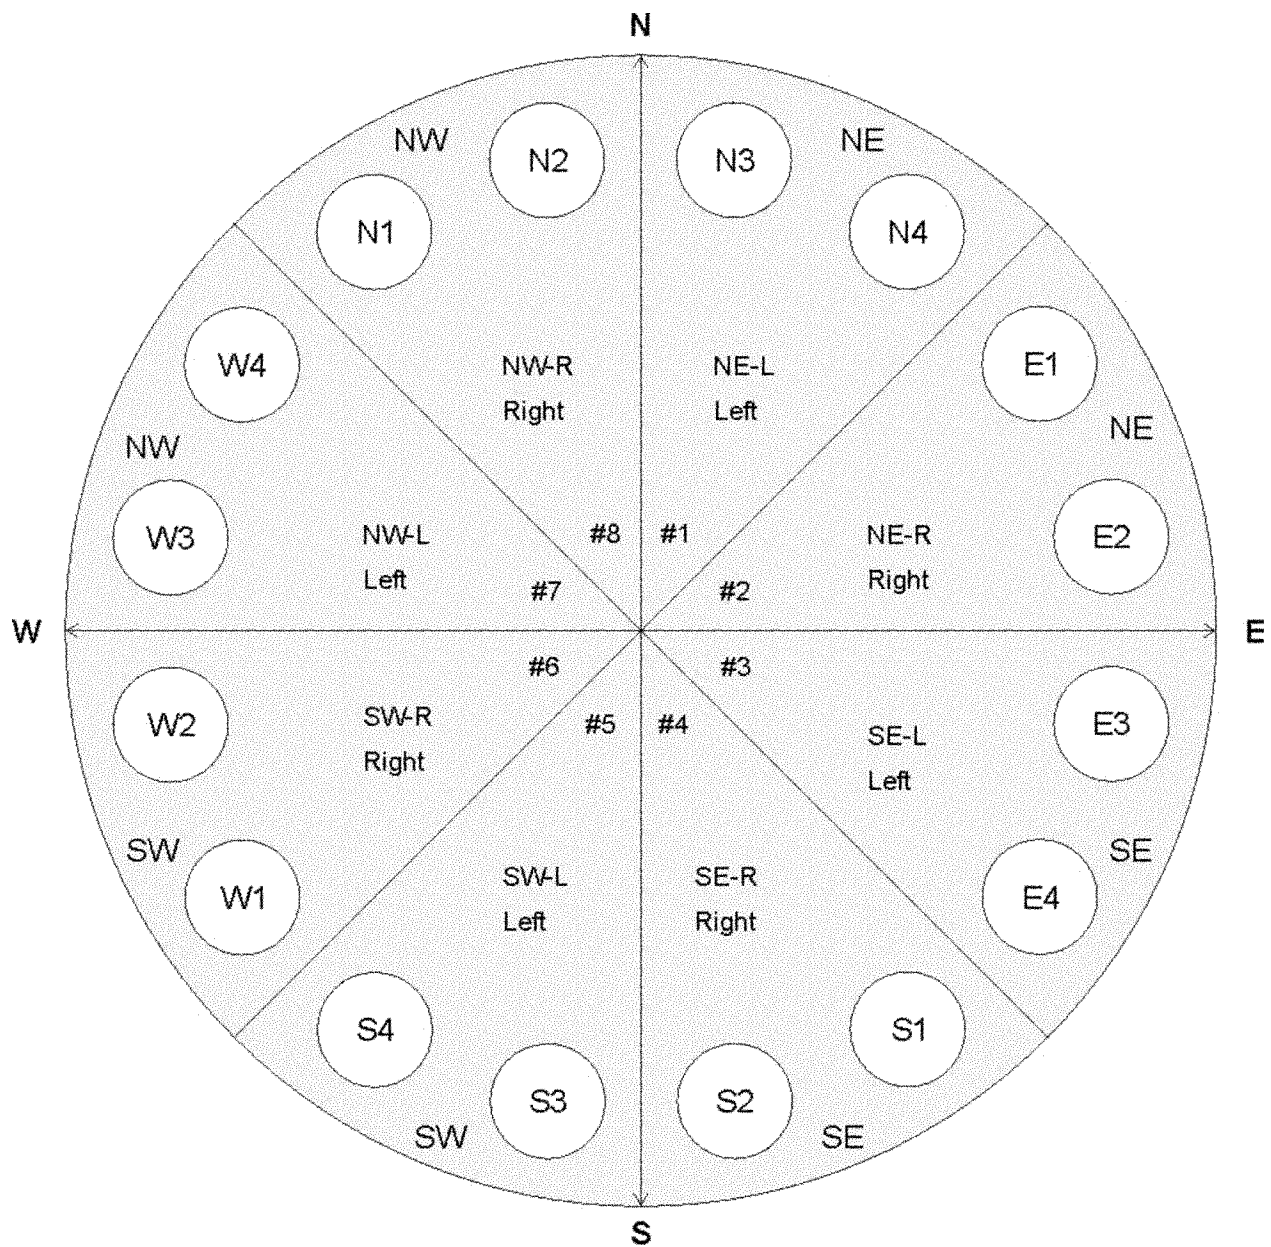 N
NW
N2
N3
NE
N1
N4
W4
E1
NW-R
Right
NE-L
Left
NW
NE
W3
NW-L
Left
#8
#1
NE-R
Right
E2
#7
#2
W
E
#6
#3
W2
SW-R
Right
#5
#4
SE-L
Left
E3
SW
SE
W1
SW-L
Left
SE-R
Right
E4
S4
S1
S3
S2
SW
SE
S